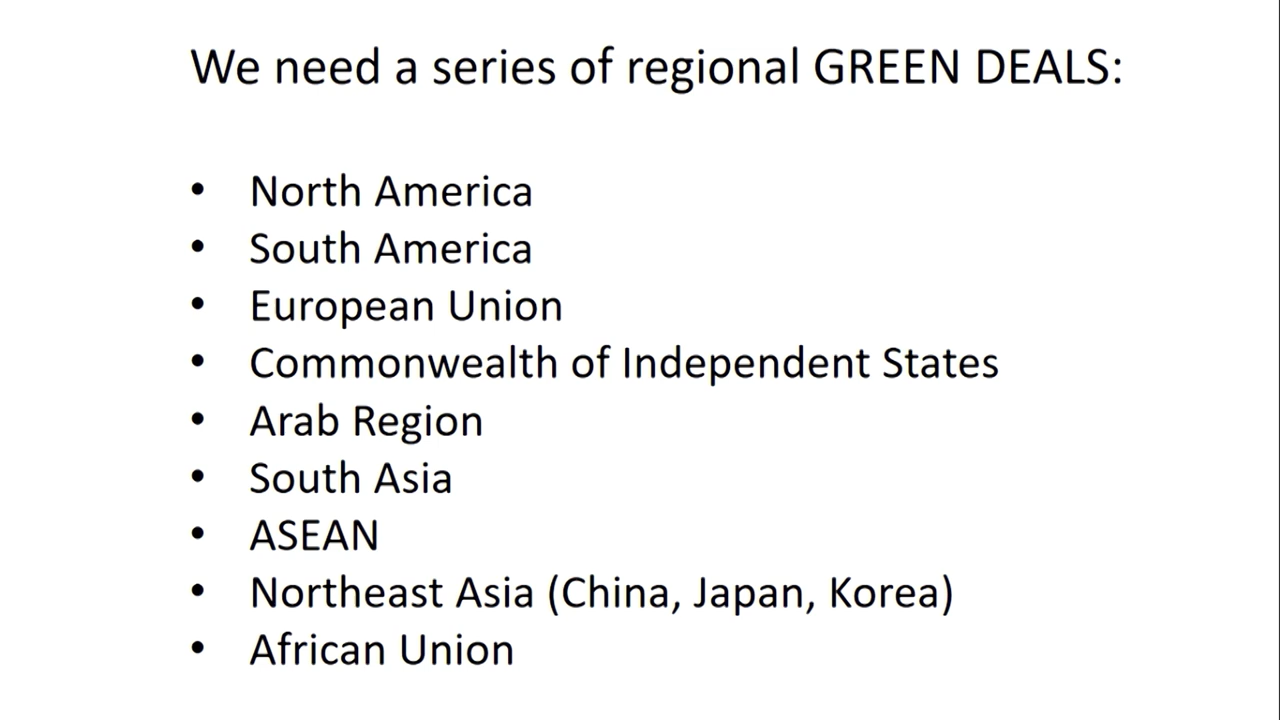 We need a series of regional GREEN DEALS:
• North America
• South America
• European Union
• Commonwealth of Independent States
• Arab Region
• South Asia
• ASEAN
• Northeast Asia (China, Japan, Korea)
• African Union